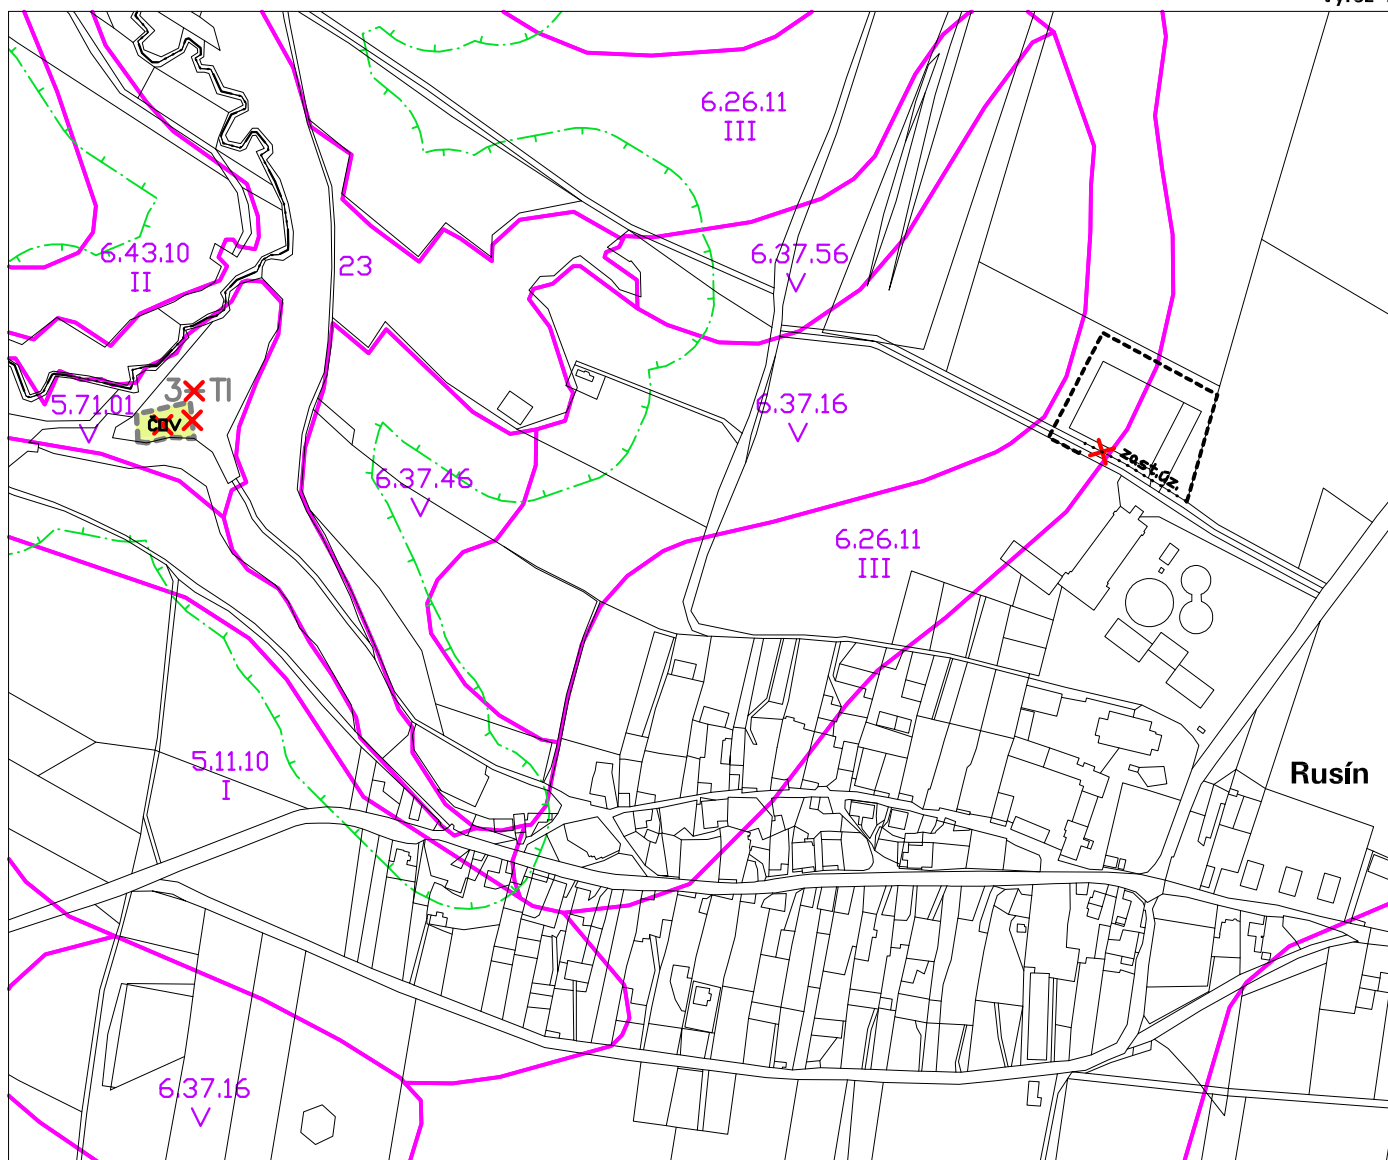 6.26.11
III
6.43.10
II
23
6.37.56
V
3 TI
5.71.01
V
ČOV
6.37.16
V
zast.úz.
6.37.46
V
6.26.11
III
5.11.10
I
Rusín
6.37.16
V